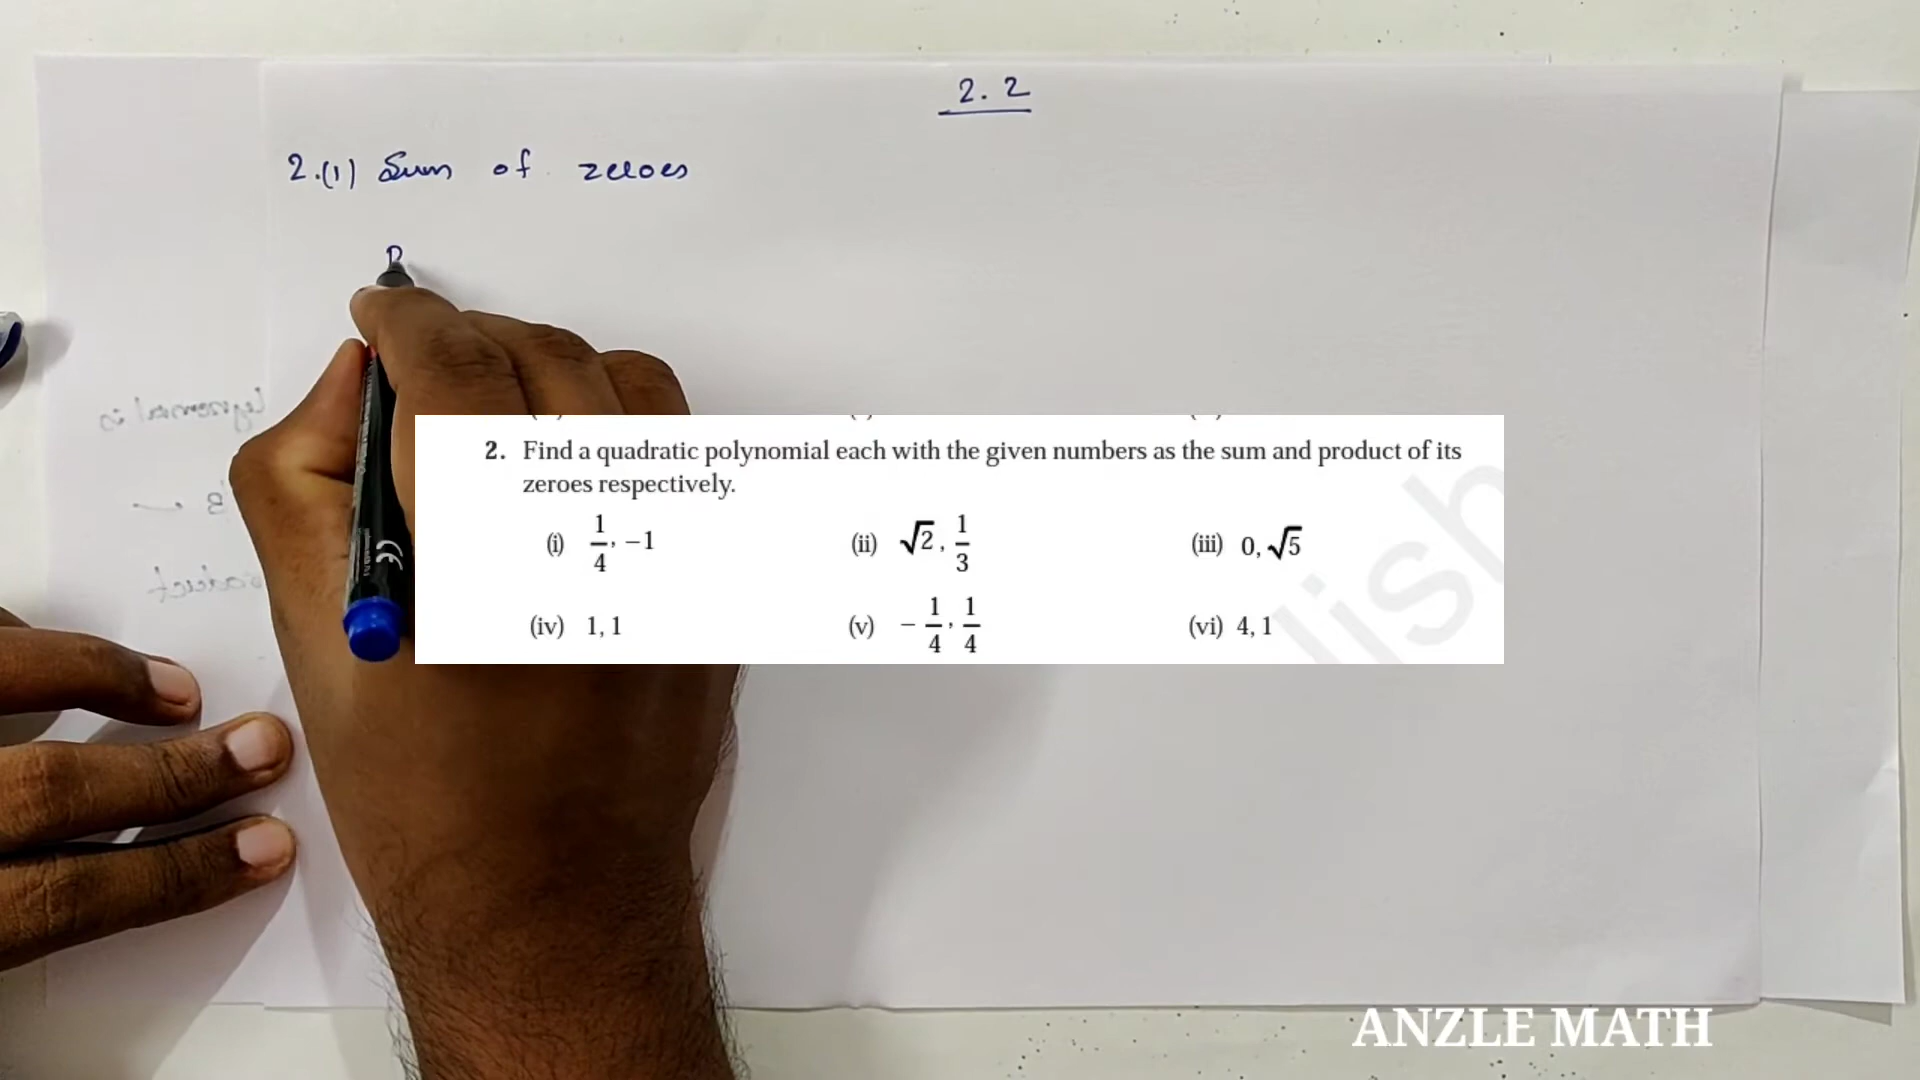 2.2
2.(1) Sum of zeroes
P
2. Find a quadratic polynomial each with the given numbers as the sum and product of its
zeroes respectively.
(i) 1/4, −1 (ii) √2, 1/3 (iii) 0, √5
(iv) 1, 1 (v) −1/4, 1/4 (vi) 4, 1
ANZLE MATH